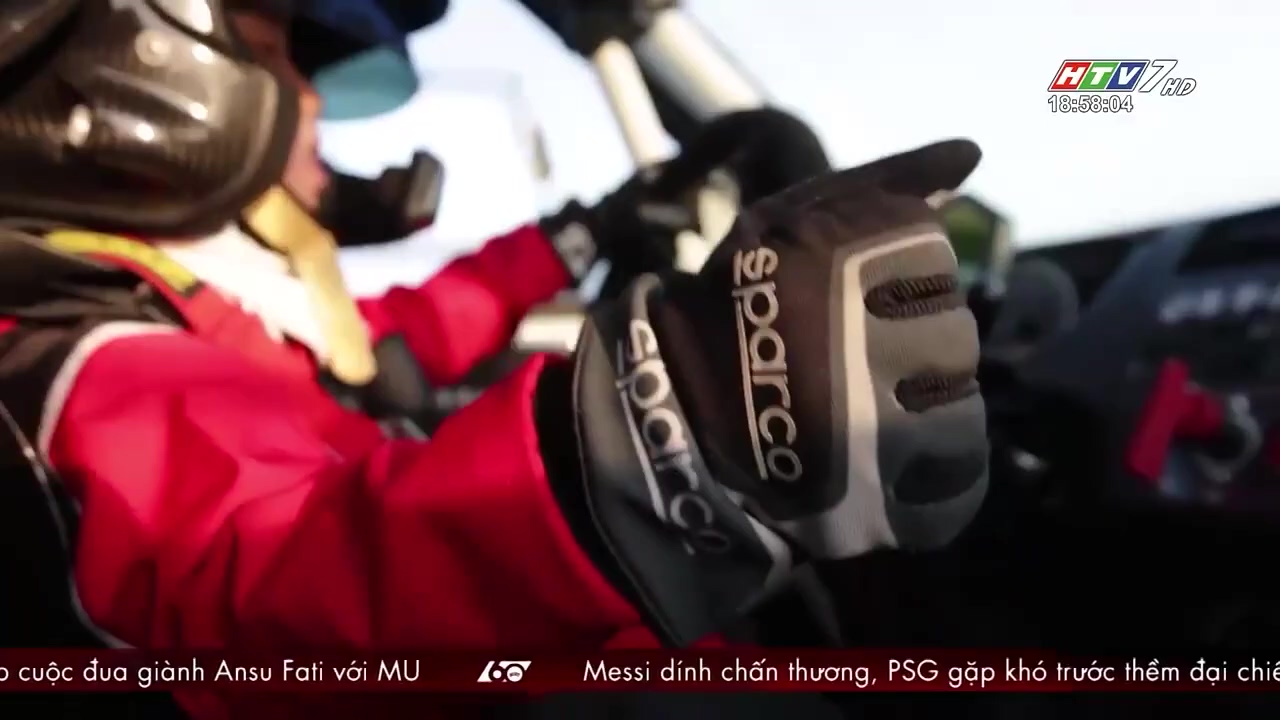 HTV7 HD
18:58:04
sparco
sparco
cuộc đua giành Ansu Fati với MU
60
Messi dính chấn thương, PSG gặp khó trước thềm đại